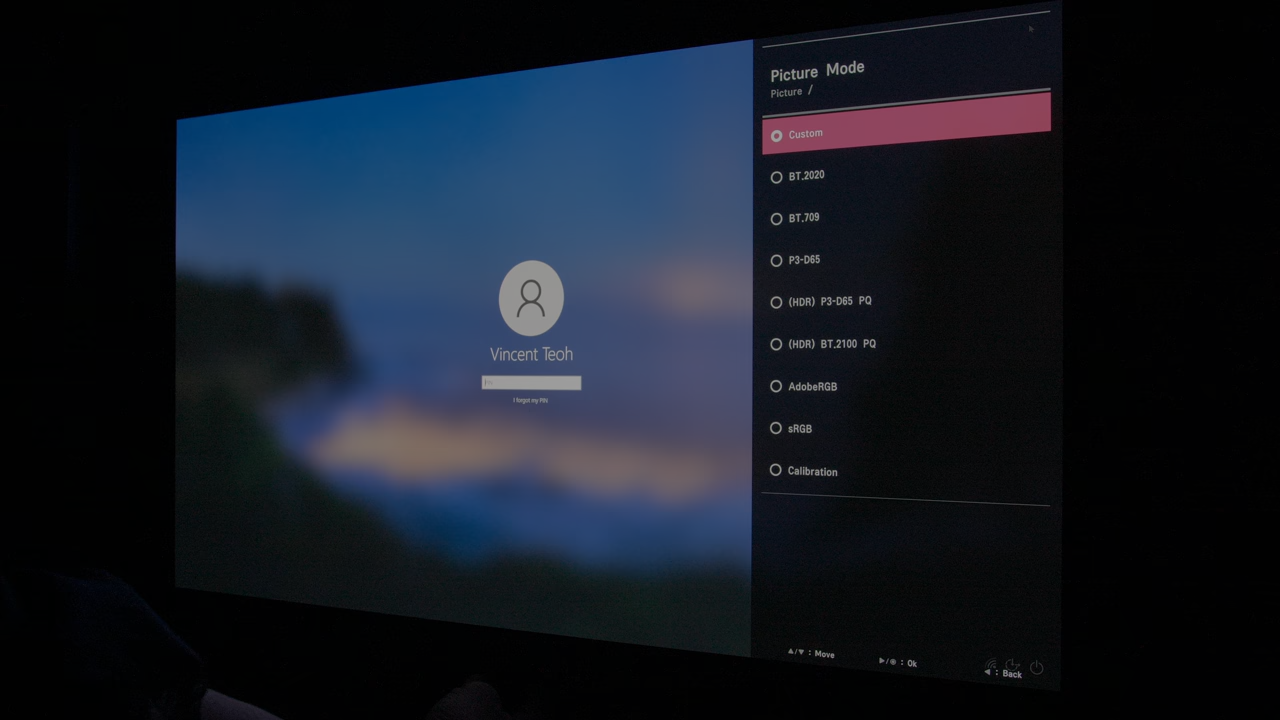 Vincent Teoh
I forgot my PIN
Picture Mode
Picture /
Custom
BT.2020
BT.709
P3-D65
(HDR) P3-D65 PQ
(HDR) BT.2100 PQ
AdobeRGB
sRGB
Calibration
▲/▼ : Move
▶/◉ : Ok
◀ : Back